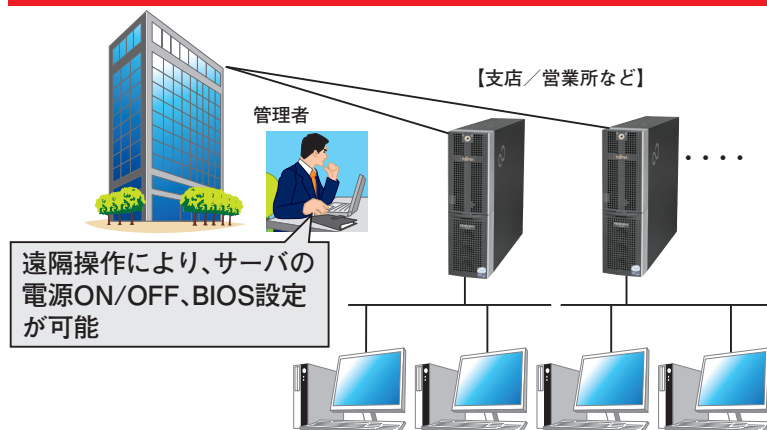 【支店／営業所など】
管理者
・・・・
遠隔操作により、サーバの
電源ON/OFF、BIOS設定
が可能